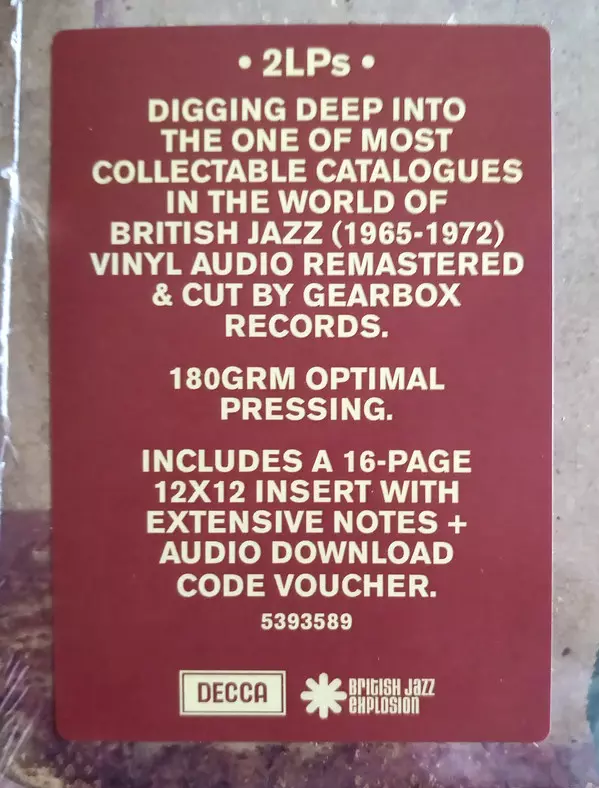 • 2LPs •
DIGGING DEEP INTO
THE ONE OF MOST
COLLECTABLE CATALOGUES
IN THE WORLD OF
BRITISH JAZZ (1965-1972)
VINYL AUDIO REMASTERED
& CUT BY GEARBOX
RECORDS.
180GRM OPTIMAL
PRESSING.
INCLUDES A 16-PAGE
12X12 INSERT WITH
EXTENSIVE NOTES +
AUDIO DOWNLOAD
CODE VOUCHER.
5393589
DECCA
BRITISH JAZZ
EXPLOSION